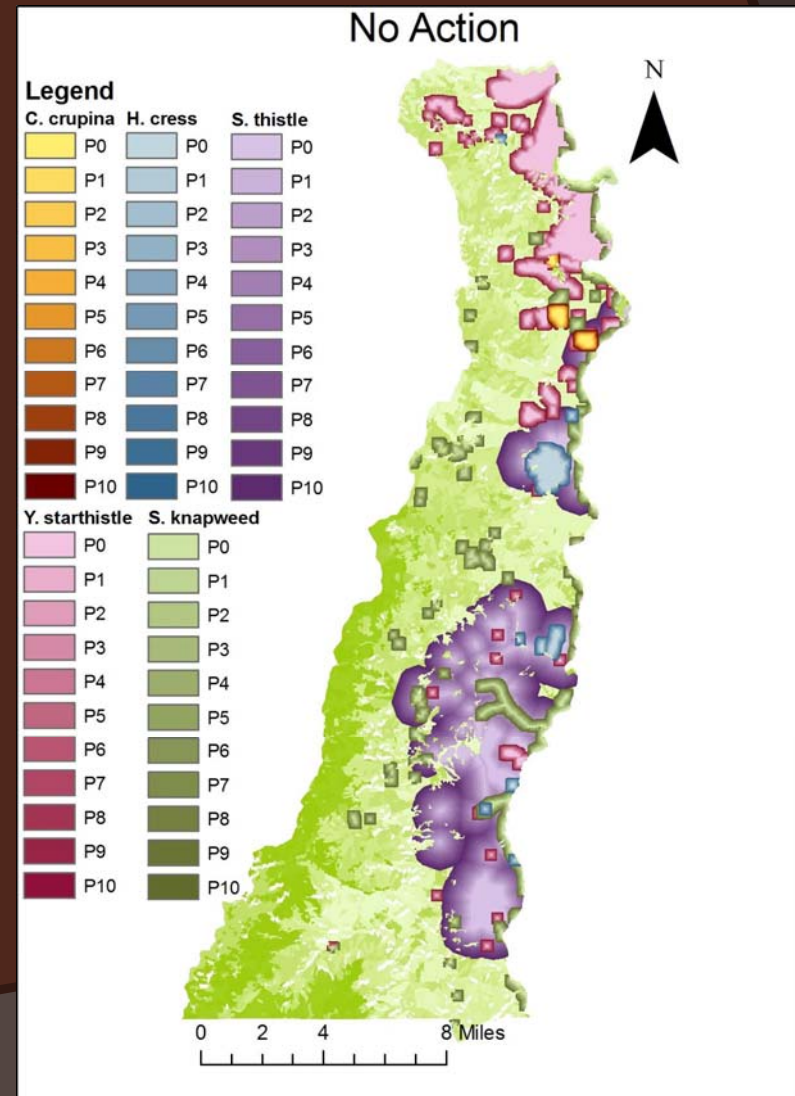 No Action
N
Legend
C. crupina H. cress S. thistle
P0 P0 P0
P1 P1 P1
P2 P2 P2
P3 P3 P3
P4 P4 P4
P5 P5 P5
P6 P6 P6
P7 P7 P7
P8 P8 P8
P9 P9 P9
P10 P10 P10
Y. starthistle S. knapweed
P0 P0
P1 P1
P2 P2
P3 P3
P4 P4
P5 P5
P6 P6
P7 P7
P8 P8
P9 P9
P10 P10
0 2 4 8 Miles